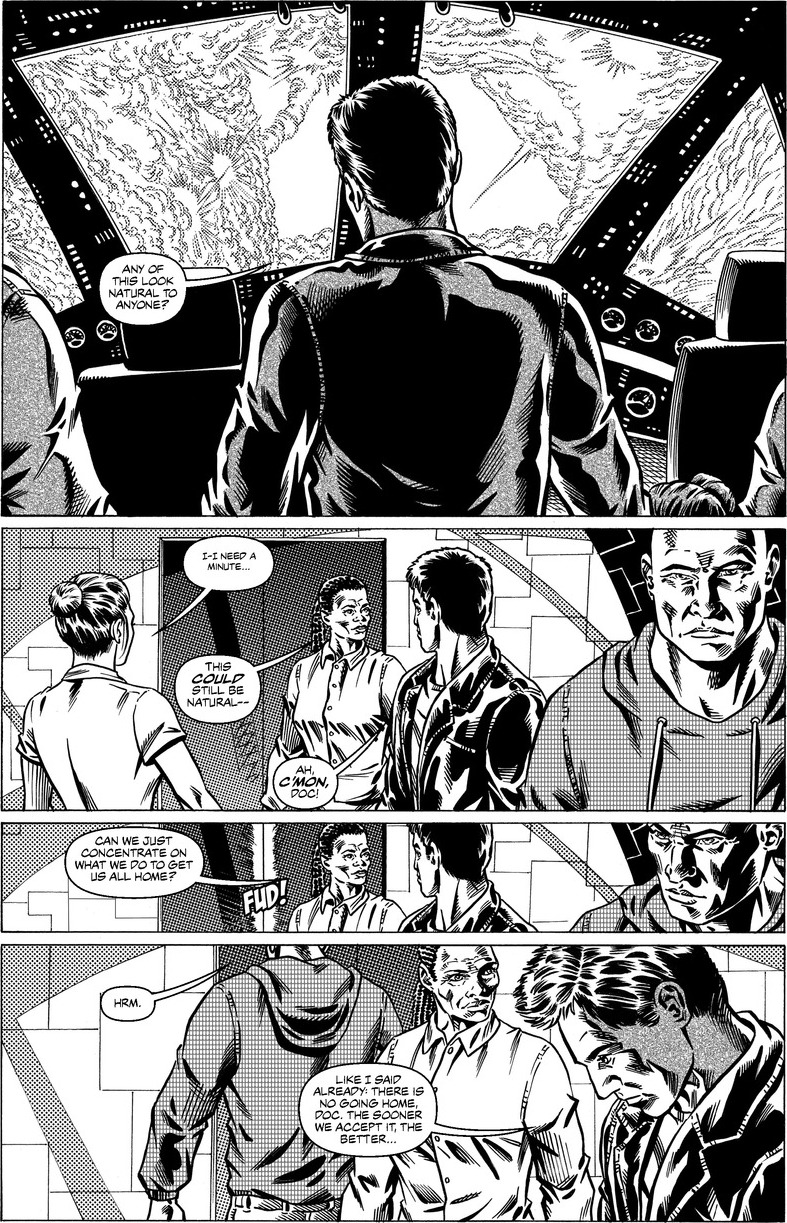 ANY OF
THIS LOOK
NATURAL TO
ANYONE?
I-I NEED A
MINUTE...
THIS
COULD
STILL BE
NATURAL--
AH,
C'MON,
DOC!
CAN WE JUST
CONCENTRATE ON
WHAT WE DO TO GET
US ALL HOME?
FUD!
HRM.
LIKE I SAID
ALREADY: THERE IS
NO GOING HOME,
DOC. THE SOONER
WE ACCEPT IT, THE
BETTER...